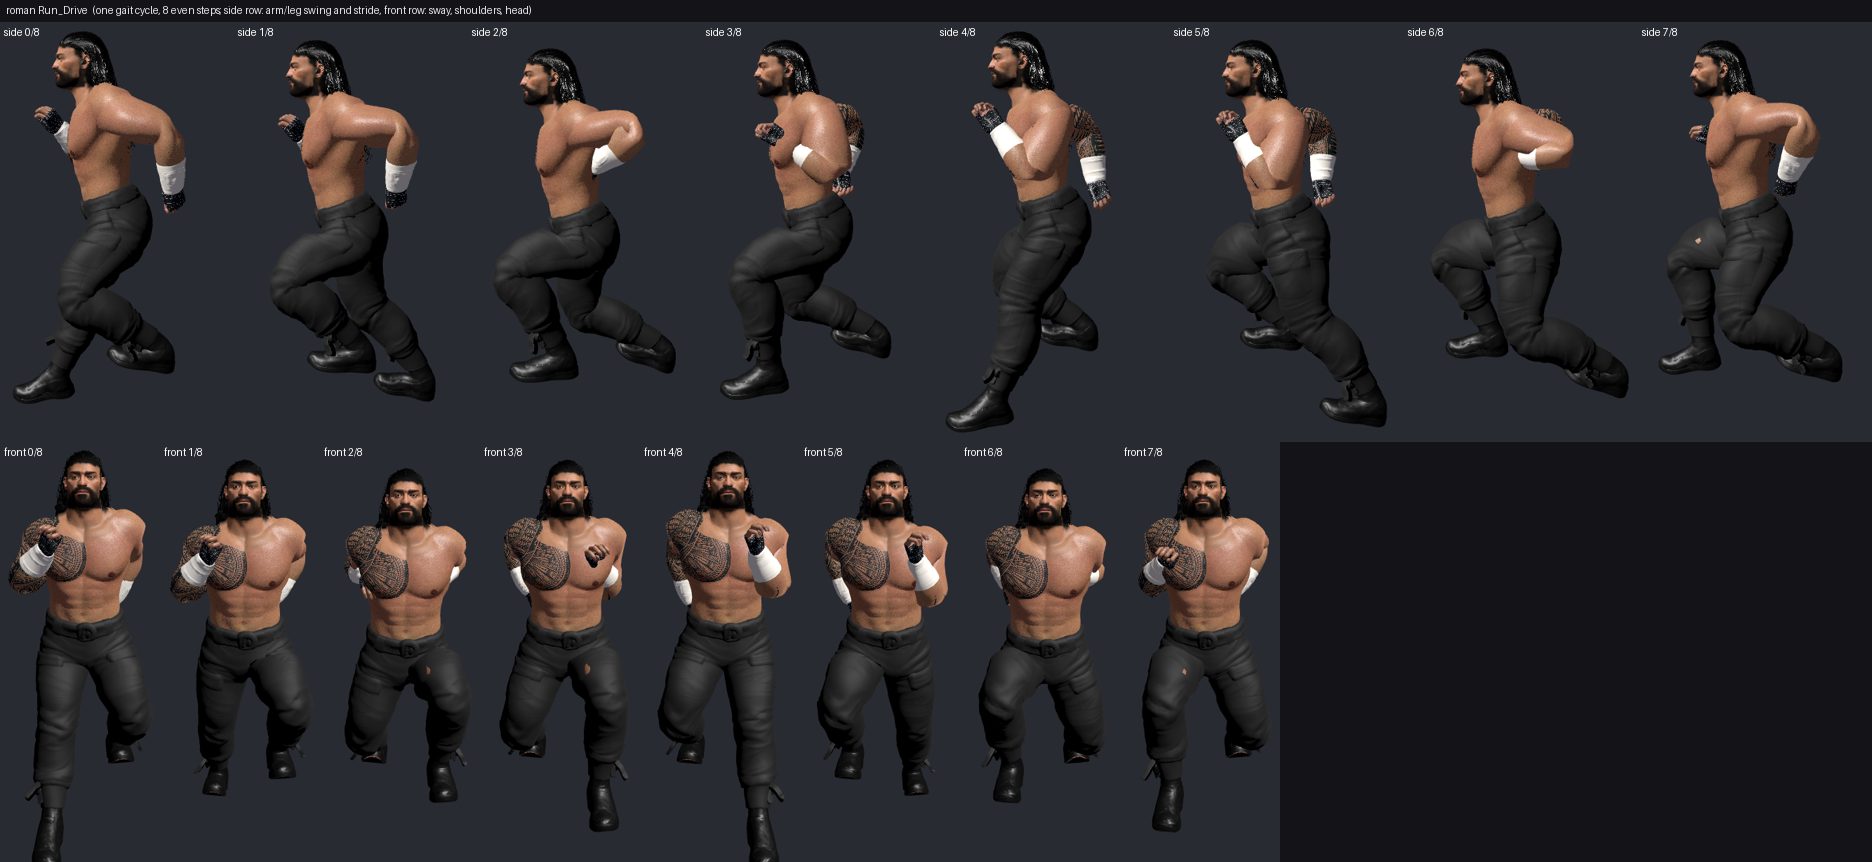 roman Run_Drive (one gait cycle, 8 even steps; side row: arm/leg swing and stride, front row: sway, shoulders, head)
side 0/8
side 1/8
side 2/8
side 3/8
side 4/8
side 5/8
side 6/8
side 7/8
front 0/8
front 1/8
front 2/8
front 3/8
front 4/8
front 5/8
front 6/8
front 7/8